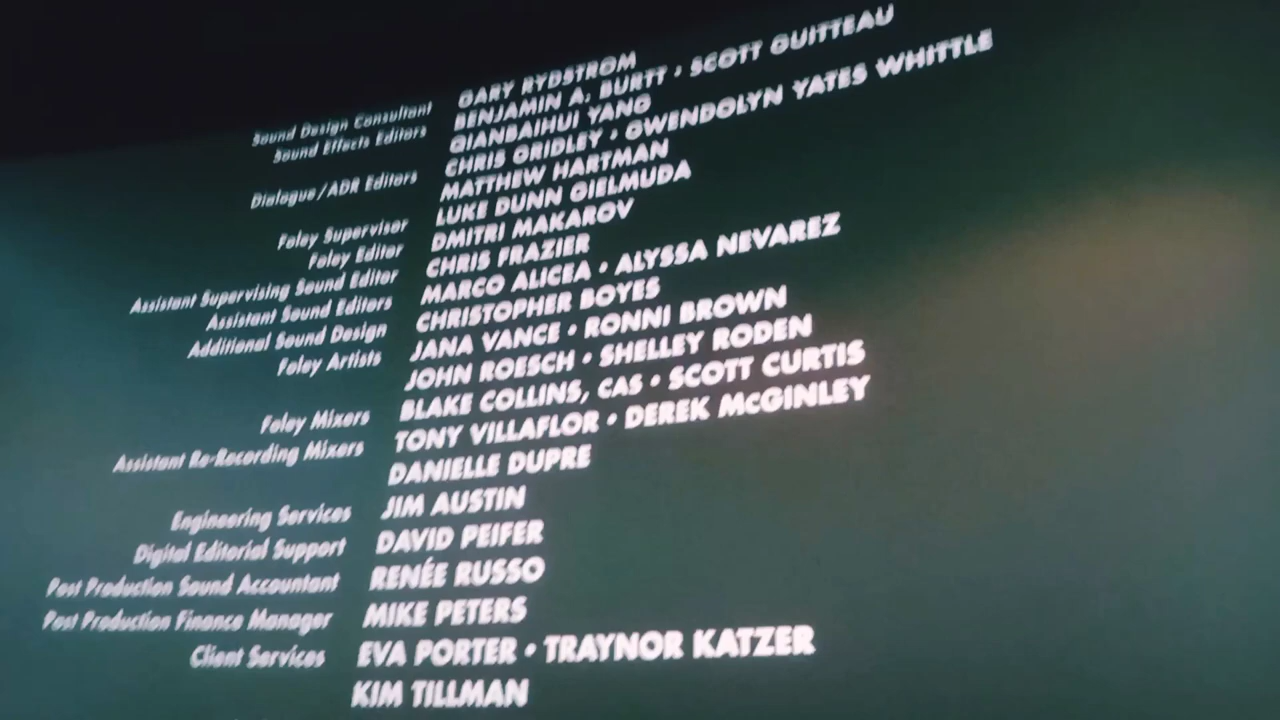 Sound Design Consultant GARY RYDSTROM
Sound Effects Editors BENJAMIN A. BURTT • SCOTT GUITTEAU
QIANBAIHUI YANG
Dialogue/ADR Editors CHRIS GRIDLEY • GWENDOLYN YATES WHITTLE
MATTHEW HARTMAN
Foley Supervisor LUKE DUNN GIELMUDA
Foley Editor DMITRI MAKAROV
Assistant Supervising Sound Editor CHRIS FRAZIER
Assistant Sound Editors MARCO ALICEA • ALYSSA NEVAREZ
Additional Sound Design CHRISTOPHER BOYES
Foley Artists JANA VANCE • RONNI BROWN
JOHN ROESCH • SHELLEY RODEN
Foley Mixers BLAKE COLLINS, CAS • SCOTT CURTIS
Assistant Re-Recording Mixers TONY VILLAFLOR • DEREK McGINLEY
DANIELLE DUPRE
Engineering Services JIM AUSTIN
Digital Editorial Support DAVID PEIFER
Post Production Sound Accountant RENÉE RUSSO
Post Production Finance Manager MIKE PETERS
Client Services EVA PORTER • TRAYNOR KATZER
KIM TILLMAN